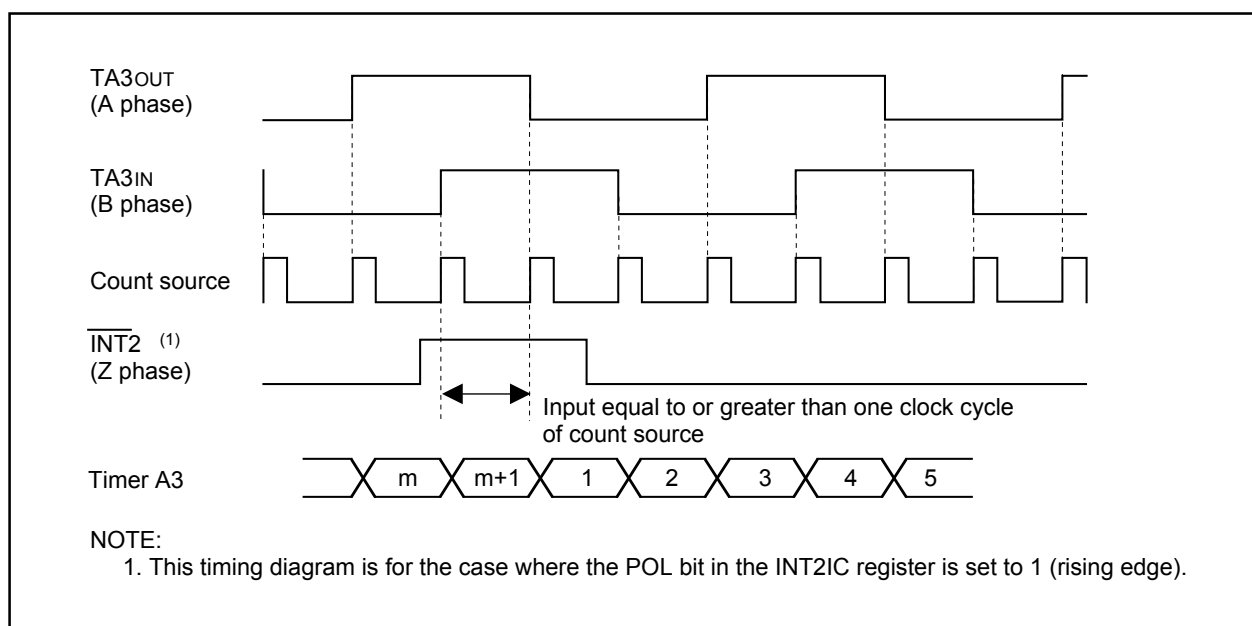 TA3OUT
(A phase)
TA3IN
(B phase)
Count source
INT2 (1)
(Z phase)
Input equal to or greater than one clock cycle
of count source
Timer A3 m m+1 1 2 3 4 5
NOTE:
1. This timing diagram is for the case where the POL bit in the INT2IC register is set to 1 (rising edge).